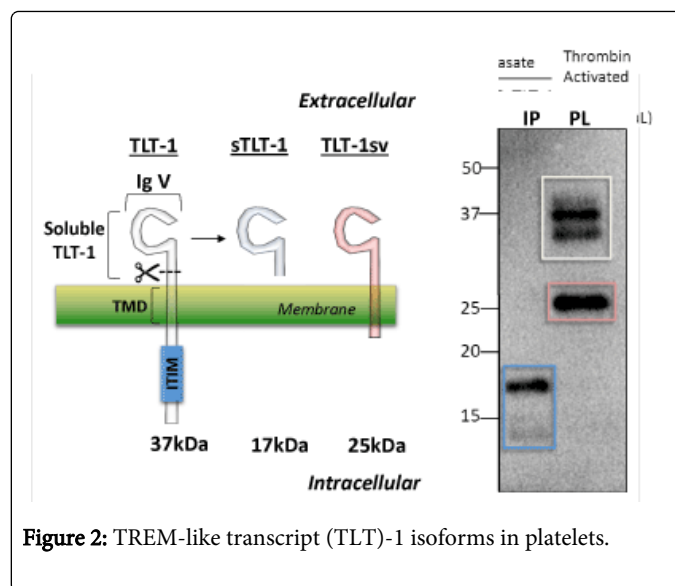 asate Thrombin
Activated
Extracellular
IP PL L)
TLT-1 sTLT-1 TLT-1sv
Ig V
Soluble
TLT-1
TMD
Membrane
ITIM
37kDa 17kDa 25kDa
Intracellular
50
37
25
20
15
Figure 2: TREM-like transcript (TLT)-1 isoforms in platelets.